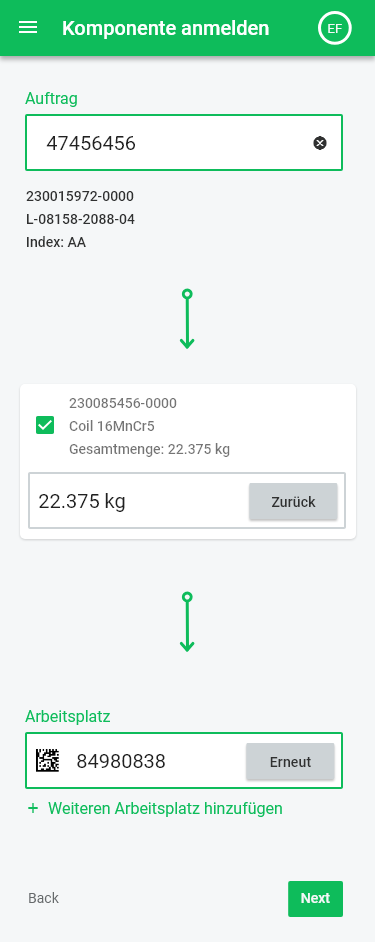 Komponente anmelden
EF
Auftrag
47456456
230015972-0000
L-08158-2088-04
Index: AA
230085456-0000
Coil 16MnCr5
Gesamtmenge: 22.375 kg
22.375 kg
Zurück
Arbeitsplatz
84980838
Erneut
+ Weiteren Arbeitsplatz hinzufügen
Back
Next